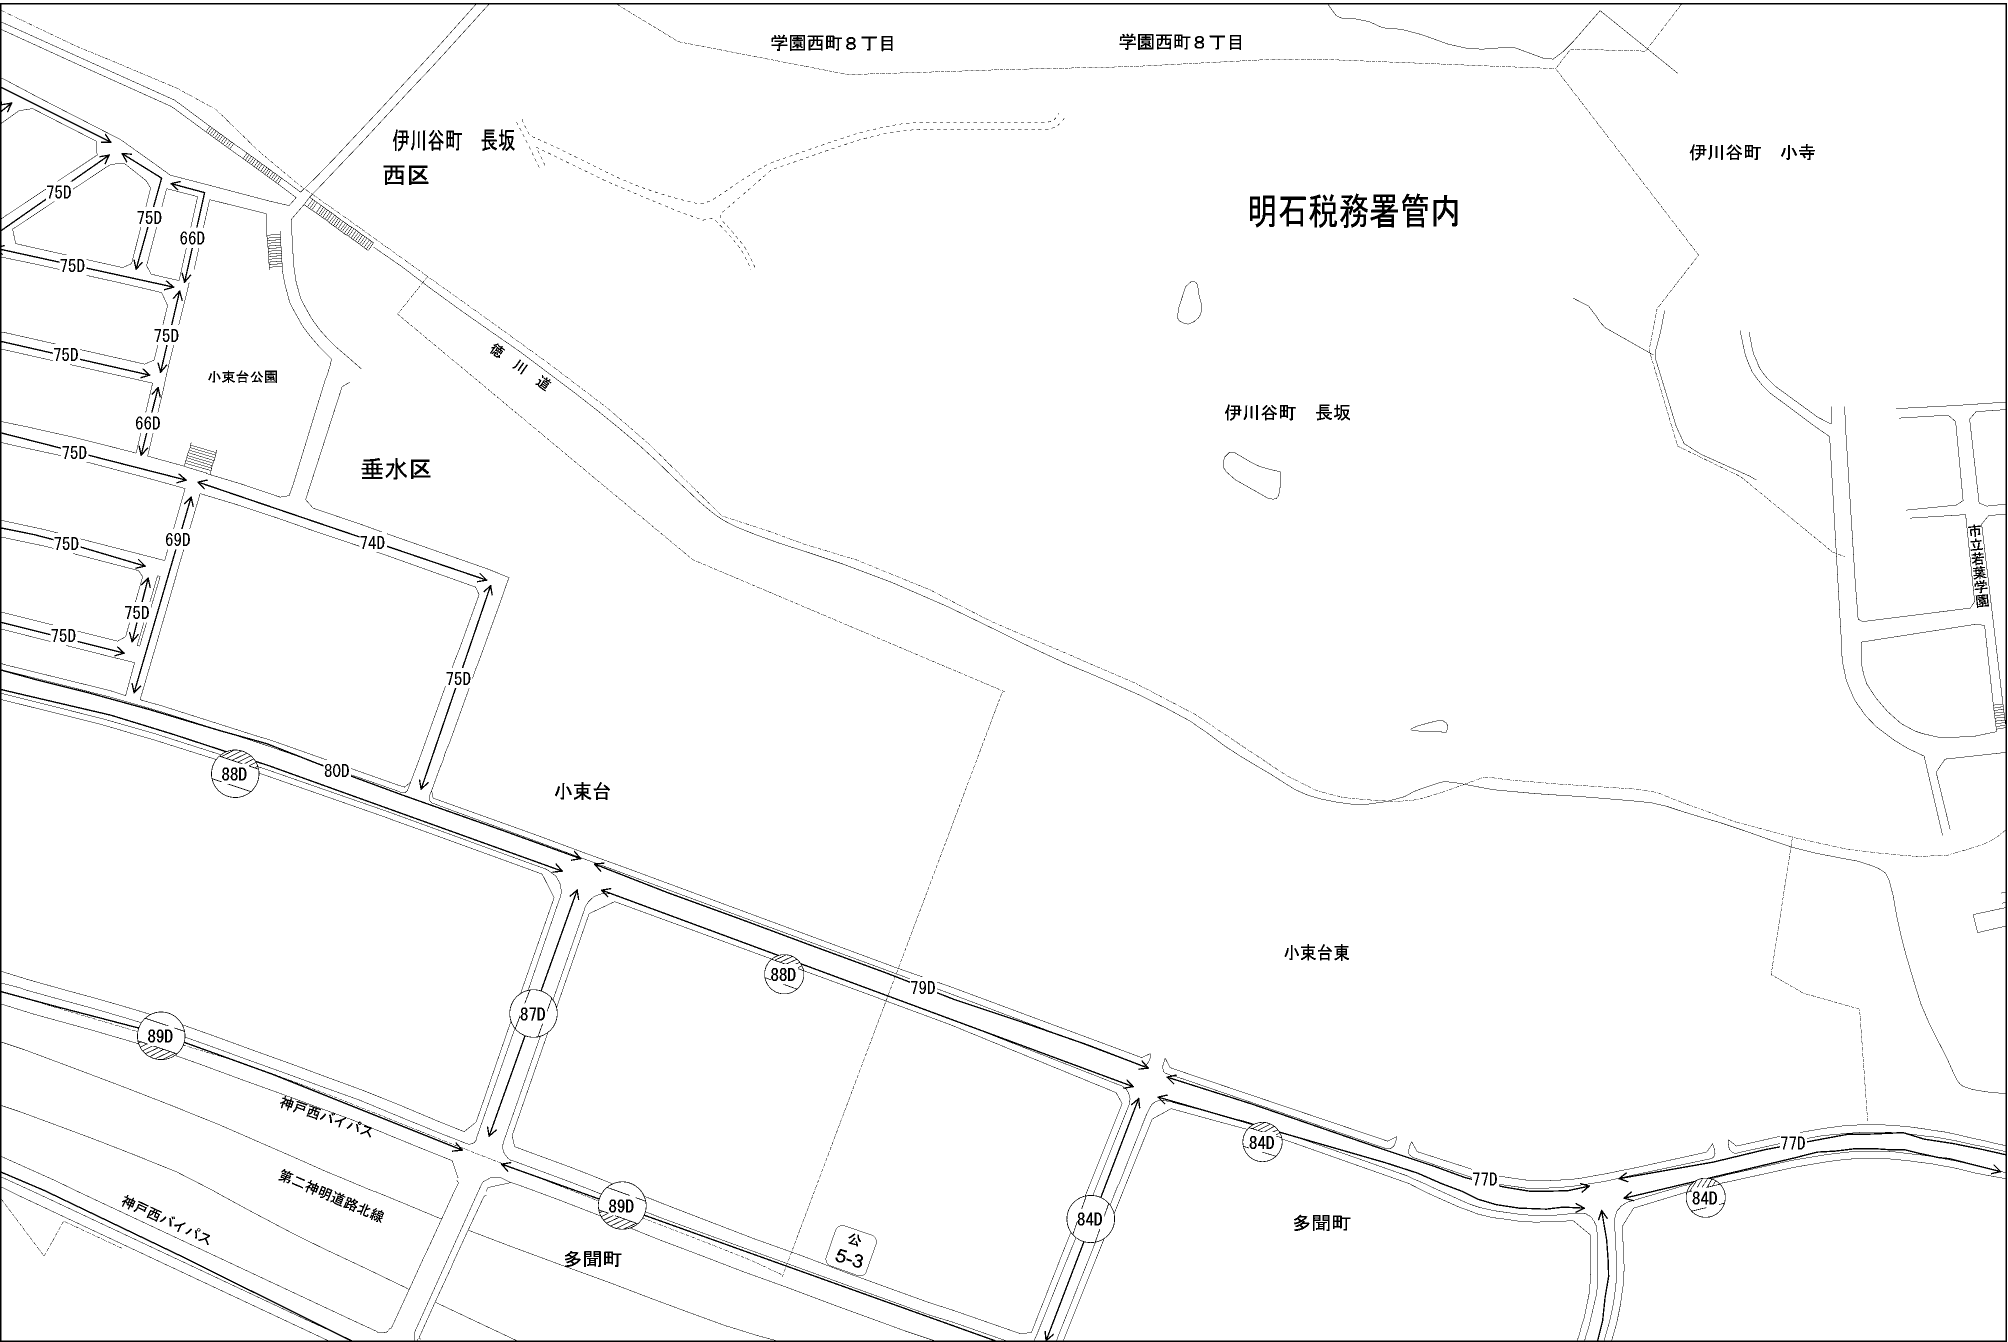 学園西町８丁目
学園西町８丁目
伊川谷町　長坂
西区
伊川谷町　小寺
明石税務署管内
75D
75D
66D
75D
75D
75D
小束台公園
徳川道
66D
伊川谷町　長坂
75D
垂水区
69D
74D
75D
市立若葉学園
75D
75D
75D
88D
80D
小束台
小束台東
88D
79D
87D
89D
神戸西バイパス
84D
77D
77D
第二神明道路北線
84D
神戸西バイパス
89D
84D
多聞町
公
5-3
多聞町